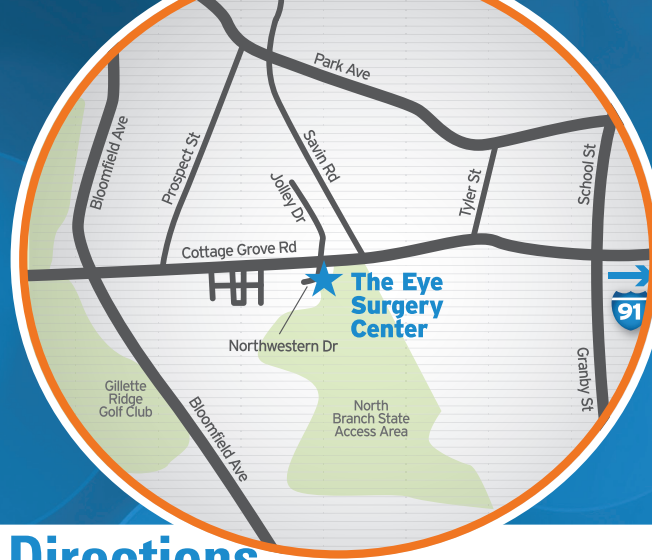 Park Ave
Bloomfield Ave
Prospect St
Savin Rd
Jolley Dr
Tyler St
School St
Cottage Grove Rd
The Eye
Surgery
Center
91
Northwestern Dr
Gillette
Ridge
Golf Club
Bloomfield Ave
North
Branch State
Access Area
Granby St
Directions